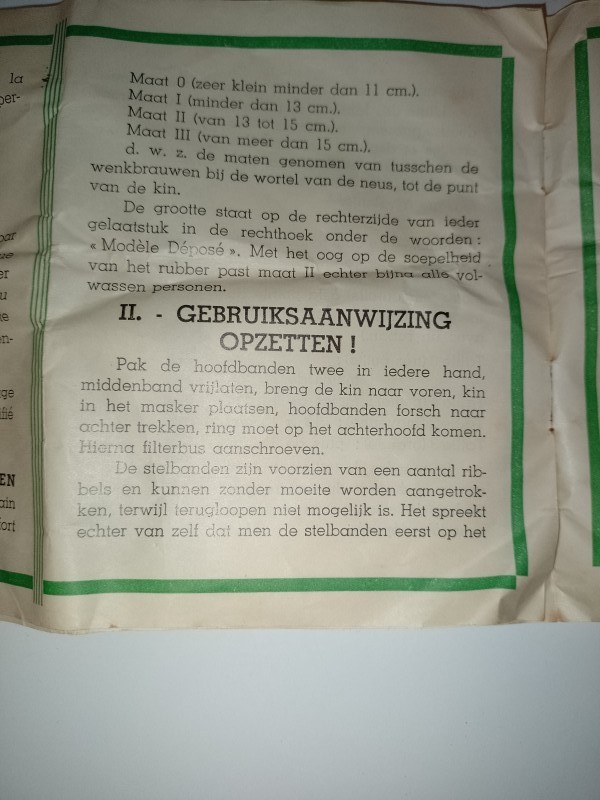 Maat 0 (zeer klein minder dan 11 cm.).
Maat I (minder dan 13 cm.).
Maat II (van 13 tot 15 cm.).
Maat III (van meer dan 15 cm.).
d. w. z. de maten genomen van tusschen de
wenkbrauwen bij de wortel van de neus, tot de punt
van de kin.
De grootte staat op de rechterzijde van ieder
gelaatstuk in de rechthoek onder de woorden :
« Modèle Déposé ». Met het oog op de soepelheid
van het rubber past maat II echter bijna alle vol-
wassen personen.
II. - GEBRUIKSAANWIJZING
OPZETTEN !
Pak de hoofdbanden twee in iedere hand,
middenband vrijlaten, breng de kin naar voren, kin
in het masker plaatsen, hoofdbanden forsch naar
achter trekken, ring moet op het achterhoofd komen.
Hierna filterbus aanschroeven.
De stelbanden zijn voorzien van een aantal rib-
bels en kunnen zonder moeite worden aangetrok-
ken, terwijl terugloopen niet mogelijk is. Het spreekt
echter van zelf dat men de stelbanden eerst op het